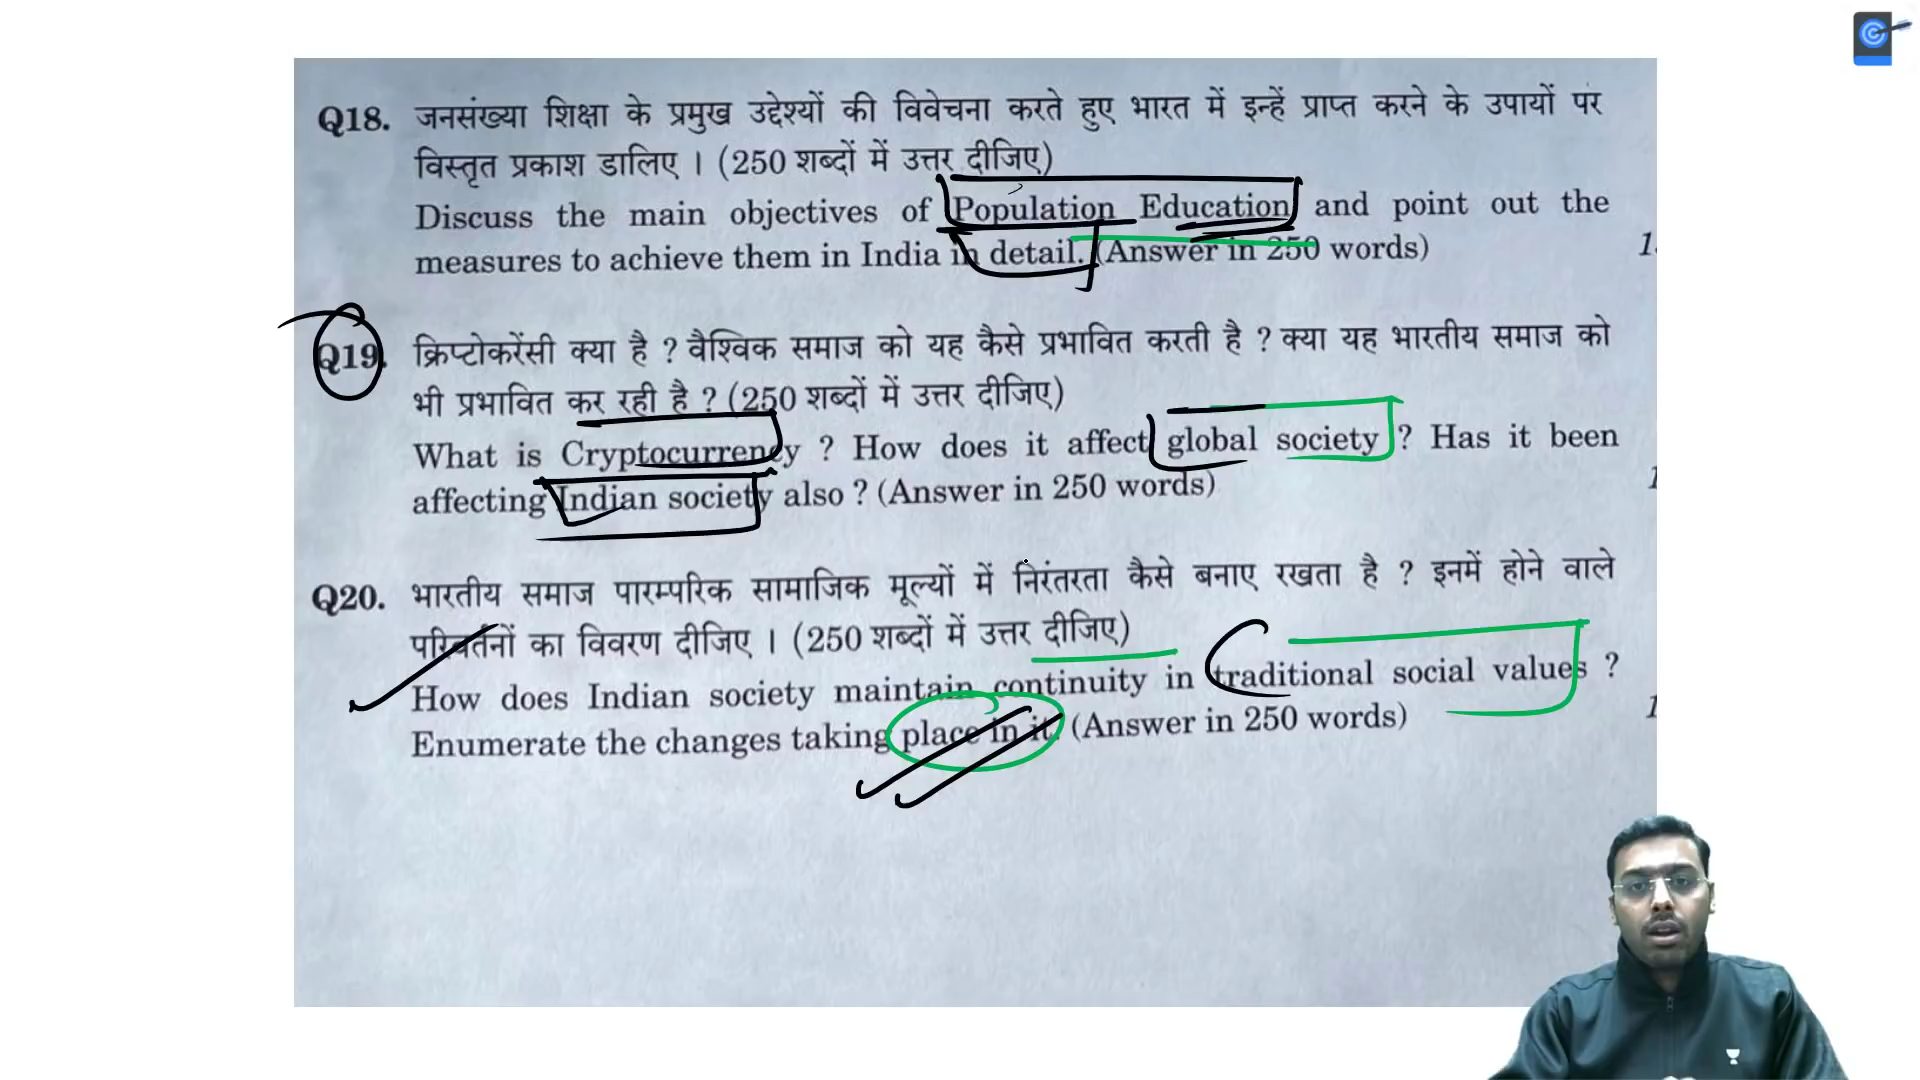 Q18. जनसंख्या शिक्षा के प्रमुख उद्देश्यों की विवेचना करते हुए भारत में इन्हें प्राप्त करने के उपायों पर
विस्तृत प्रकाश डालिए । (250 शब्दों में उत्तर दीजिए)
Discuss the main objectives of Population Education and point out the
measures to achieve them in India in detail. (Answer in 250 words)
Q19. क्रिप्टोकरेंसी क्या है ? वैश्विक समाज को यह कैसे प्रभावित करती है ? क्या यह भारतीय समाज को
भी प्रभावित कर रही है ? (250 शब्दों में उत्तर दीजिए)
What is Cryptocurrency ? How does it affect global society ? Has it been
affecting Indian society also ? (Answer in 250 words)
Q20. भारतीय समाज पारम्परिक सामाजिक मूल्यों में निरंतरता कैसे बनाए रखता है ? इनमें होने वाले
परिवर्तनों का विवरण दीजिए । (250 शब्दों में उत्तर दीजिए)
How does Indian society maintain continuity in traditional social values ?
Enumerate the changes taking place in it. (Answer in 250 words)